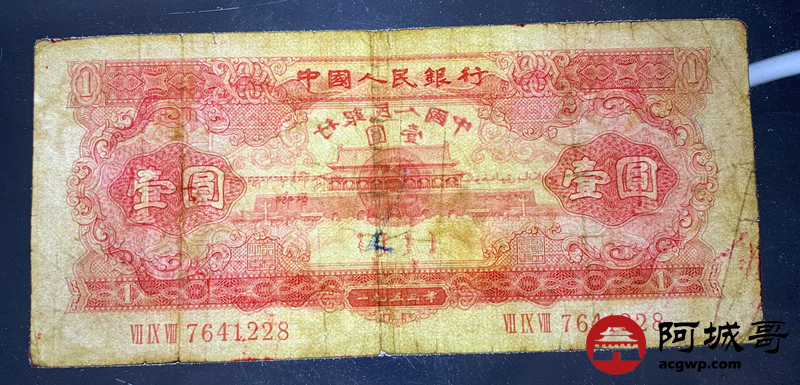 1 中國人民銀行 1
中國人民銀行
壹圓
壹圓 壹圓
1 一九五三年 1
VII IX VIII 7641228 VII IX VIII 7641228
阿城哥
acgwp.com